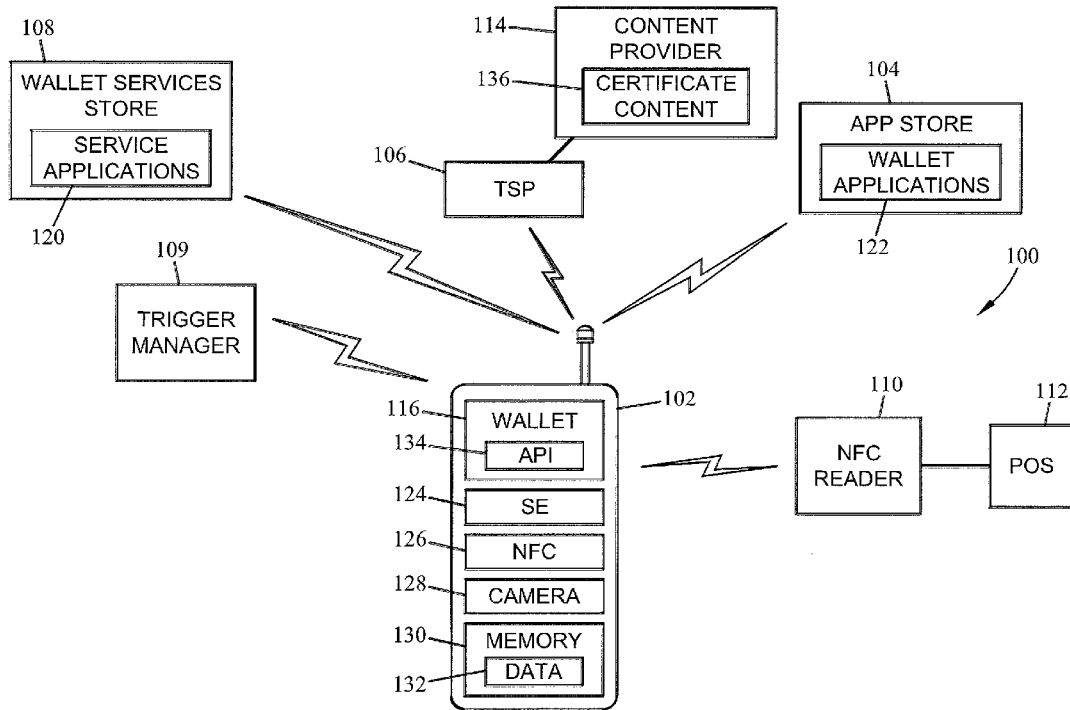 108
WALLET SERVICES
STORE
SERVICE
APPLICATIONS
120
114
CONTENT
PROVIDER
136
CERTIFICATE
CONTENT
106
TSP
104
APP STORE
WALLET
APPLICATIONS
122
100
109
TRIGGER
MANAGER
116
WALLET
102
134
API
124
SE
126
NFC
128
CAMERA
130
MEMORY
132
DATA
110
NFC
READER
112
POS